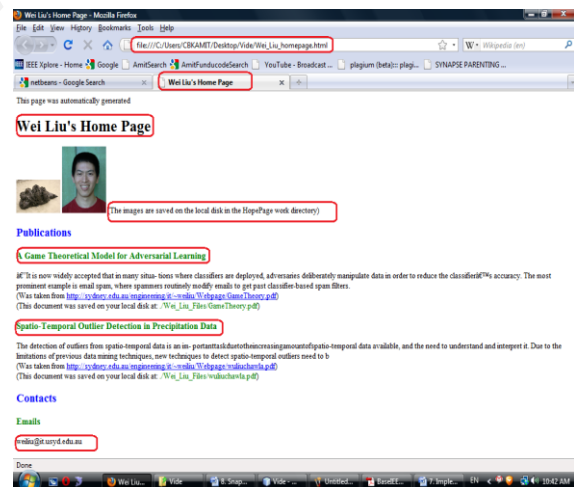 Wei Liu's Home Page - Mozilla Firefox
File Edit View History Bookmarks Tools Help
file:///C:/Users/CBKAMIT/Desktop/Vide/Wei_Liu_homepage.html
W Wikipedia (en)
IEEE Xplore - Home Google AmitSearch AmitFunducodeSearch YouTube - Broadcast ... plagium (beta)::: plagi... SYNAPSE PARENTING ...
netbeans - Google Search Wei Liu's Home Page
This page was automatically generated
Wei Liu's Home Page
(The images are saved on the local disk in the HopePage work directory)
Publications
A Game Theoretical Model for Adversarial Learning
â€"It is now widely accepted that in many situa- tions where classifiers are deployed, adversaries deliberately manipulate data in order to reduce the classifierâ€™s accuracy. The most
prominent example is email spam, where spammers routinely modify emails to get past classifier-based spam filters.
(Was taken from http://sydney.edu.au/engineering/it/~weiliu/Webpage/GameTheory.pdf)
(This document was saved on your local disk at: ./Wei_Liu_Files/GameTheory.pdf)
Spatio-Temporal Outlier Detection in Precipitation Data
The detection of outliers from spatio-temporal data is an im- portanttaskduetotheincreasingamountofspatio-temporal data available, and the need to understand and interpret it. Due to the
limitations of previous data mining techniques, new techniques to detect spatio-temporal outliers need to b
(Was taken from http://sydney.edu.au/engineering/it/~weiliu/Webpage/wuliuchawla.pdf)
(This document was saved on your local disk at: ./Wei_Liu_Files/wuliuchawla.pdf)
Contacts
Emails
weiliu@it.usyd.edu.au
Done
Wei Liu... Vide 8. Snap... Vide - ... Untitled... BaseIEE... 7. Imple... EN 10:42 AM